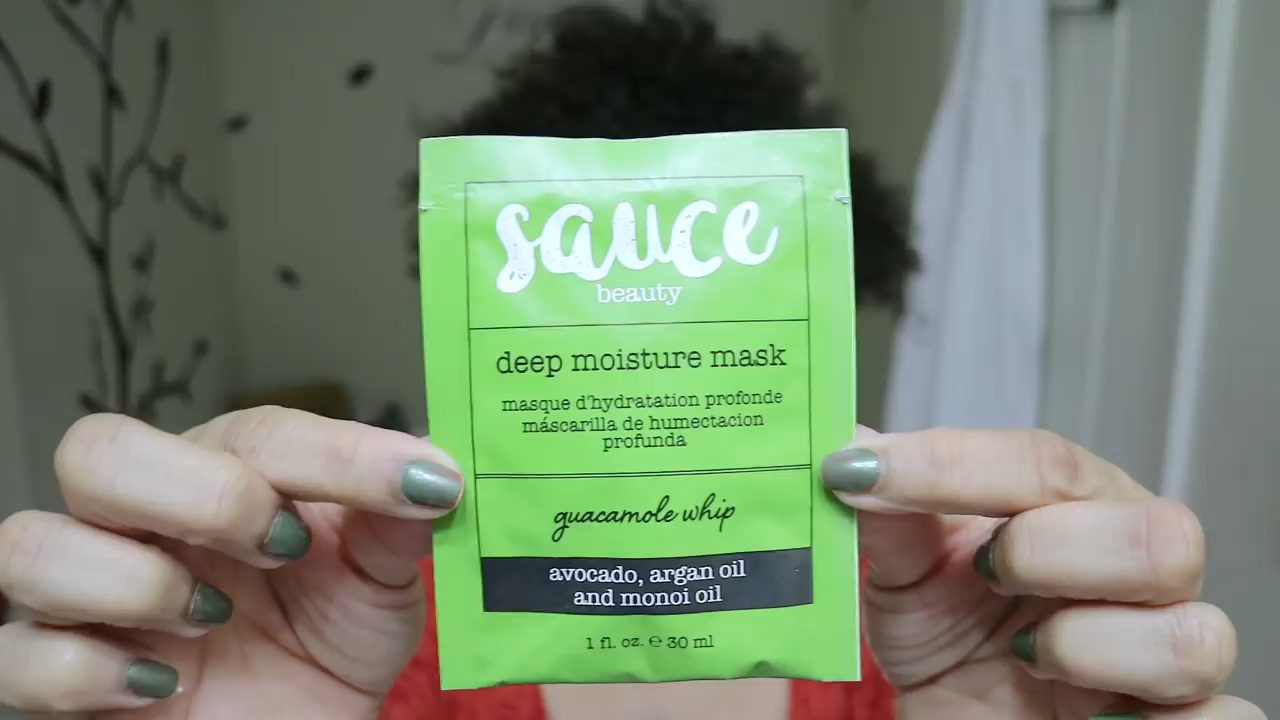 sauce
beauty
deep moisture mask
masque d'hydratation profonde
máscarilla de humectacion
profunda
guacamole whip
avocado, argan oil
and monoi oil
1 fl. oz. ℮ 30 ml